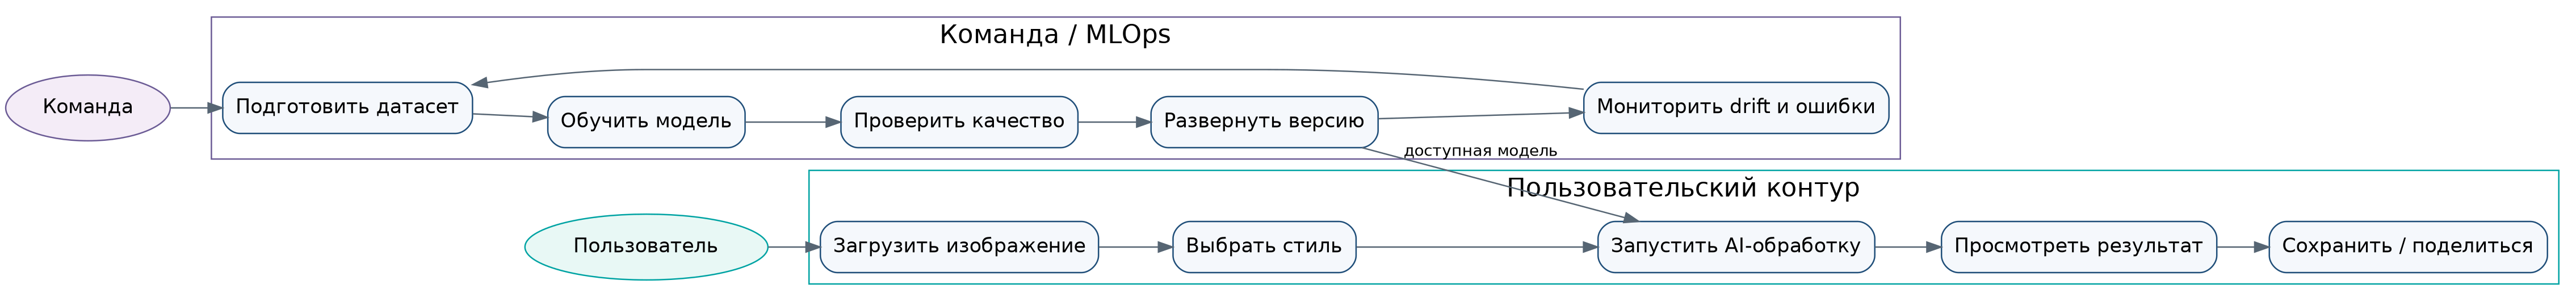 Команда / MLOps
Команда
Подготовить датасет
Обучить модель
Проверить качество
Развернуть версию
Мониторить drift и ошибки
доступная модель
Пользовательский контур
Пользователь
Загрузить изображение
Выбрать стиль
Запустить AI-обработку
Просмотреть результат
Сохранить / поделиться